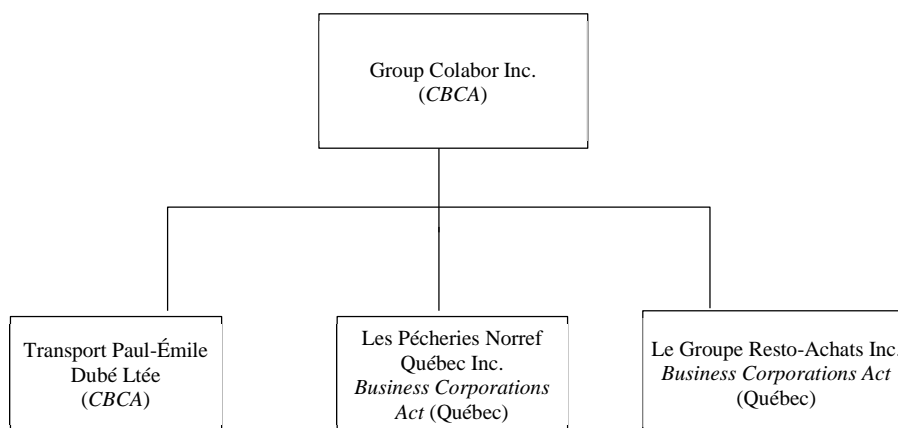 Group Colabor Inc.
(CBCA)
Transport Paul-Émile
Dubé Ltée
(CBCA)
Les Pécheries Norref
Québec Inc.
Business Corporations
Act (Québec)
Le Groupe Resto-Achats Inc.
Business Corporations Act
(Québec)